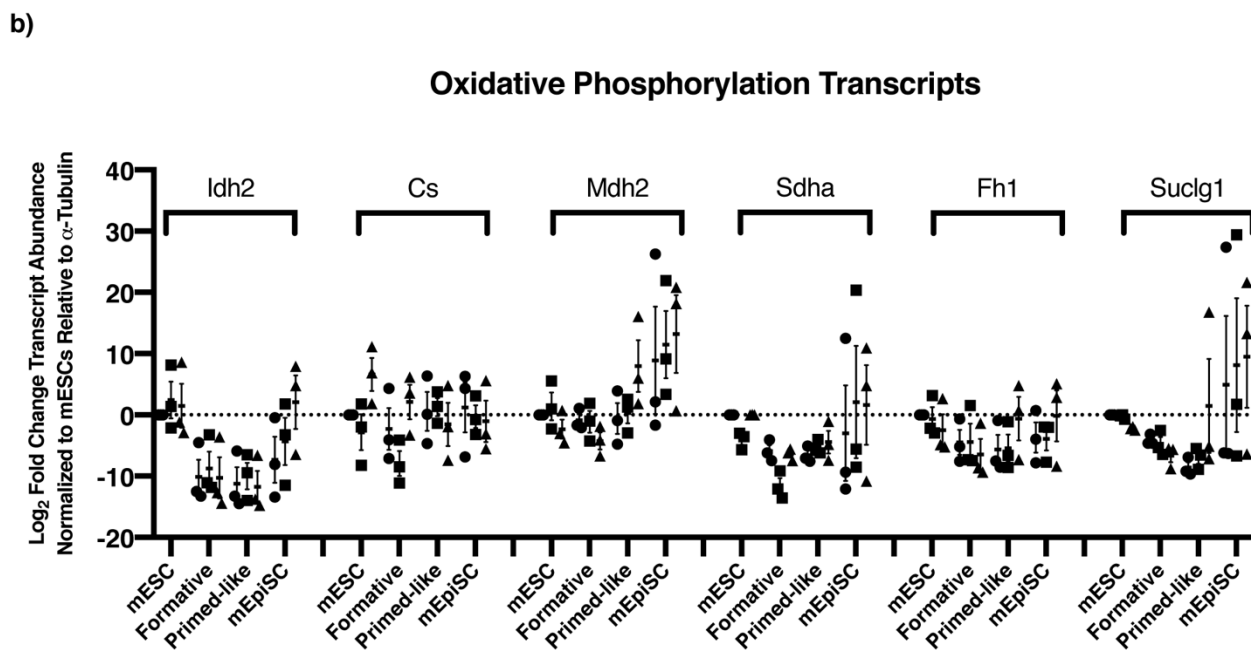 b)
Oxidative Phosphorylation Transcripts
Log₂ Fold Change Transcript Abundance
Normalized to mESCs Relative to α-Tubulin
40
30
20
10
0
-10
-20
Idh2 Cs Mdh2 Sdha Fh1 Suclg1
mESC Formative Primed-like mEpiSC mESC Formative Primed-like mEpiSC mESC Formative Primed-like mEpiSC mESC Formative Primed-like mEpiSC mESC Formative Primed-like mEpiSC mESC Formative Primed-like mEpiSC